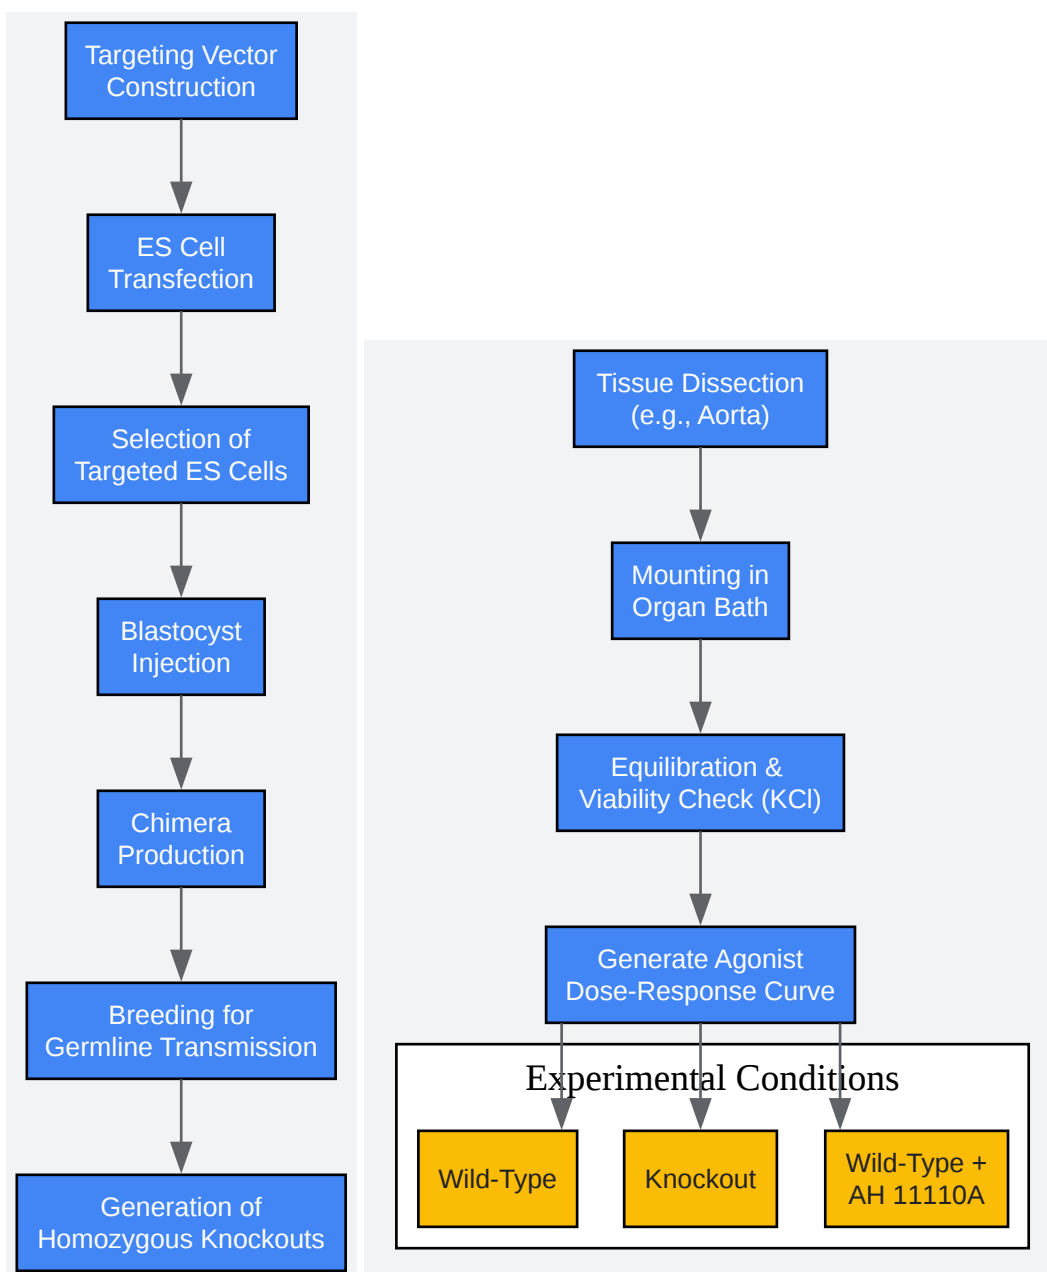 Targeting Vector
Construction
ES Cell
Transfection
Selection of
Targeted ES Cells
Blastocyst
Injection
Chimera
Production
Breeding for
Germline Transmission
Generation of
Homozygous Knockouts
Tissue Dissection
(e.g., Aorta)
Mounting in
Organ Bath
Equilibration &
Viability Check (KCl)
Generate Agonist
Dose-Response Curve
Experimental Conditions
Wild-Type
Knockout
Wild-Type +
AH 11110A